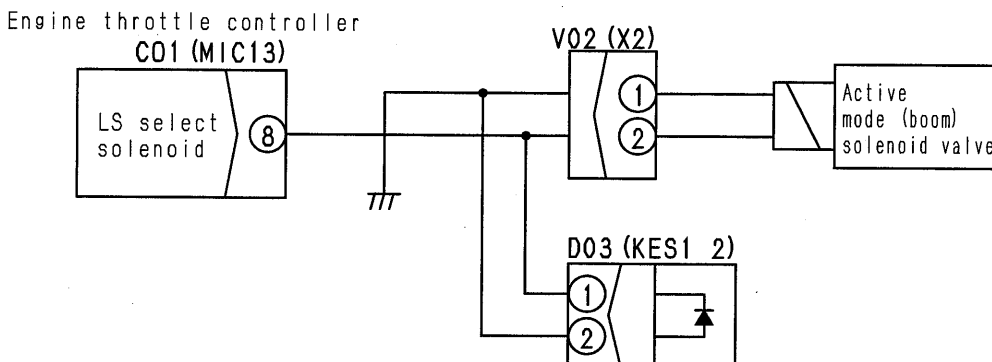 Engine throttle controller
C01 (MIC13)
LS select
solenoid
8
V02 (X2)
1
2
Active
mode (boom)
solenoid valve
D03 (KES1 2)
1
2